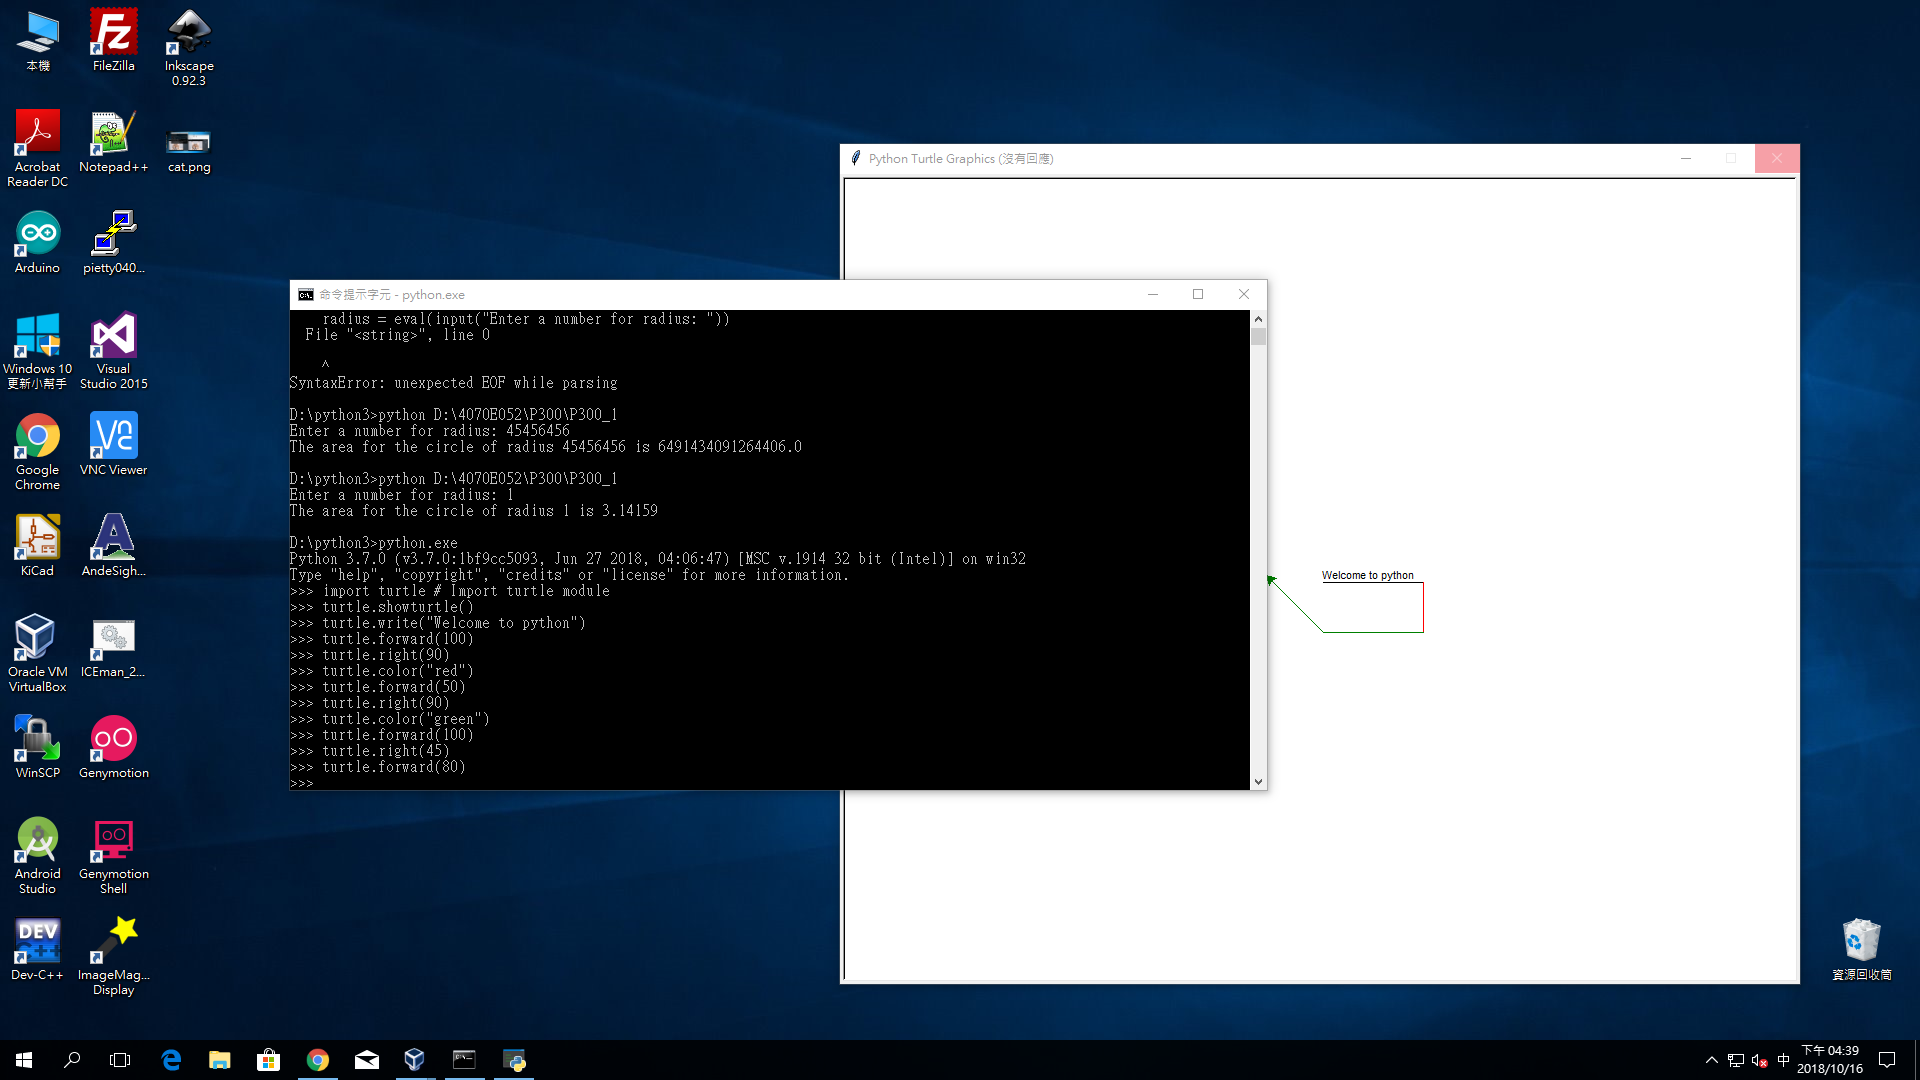 本機
FileZilla
Inkscape
0.92.3
Acrobat
Reader DC
Notepad++
cat.png
Arduino
pietty040...
Windows 10
更新小幫手
Visual
Studio 2015
Google
Chrome
VNC Viewer
KiCad
AndeSigh...
Oracle VM
VirtualBox
ICEman_2...
WinSCP
Genymotion
Android
Studio
Genymotion
Shell
DEV
C++
Dev-C++
ImageMag...
Display
Python Turtle Graphics (沒有回應)
Welcome to python
命令提示字元 - python.exe
radius = eval(input("Enter a number for radius: "))
File "<string>", line 0
^
SyntaxError: unexpected EOF while parsing
D:\python3>python D:\4070E052\P300\P300_1
Enter a number for radius: 45456456
The area for the circle of radius 45456456 is 6491434091264406.0
D:\python3>python D:\4070E052\P300\P300_1
Enter a number for radius: 1
The area for the circle of radius 1 is 3.14159
D:\python3>python.exe
Python 3.7.0 (v3.7.0:1bf9cc5093, Jun 27 2018, 04:06:47) [MSC v.1914 32 bit (Intel)] on win32
Type "help", "copyright", "credits" or "license" for more information.
>>> import turtle # Import turtle module
>>> turtle.showturtle()
>>> turtle.write("Welcome to python")
>>> turtle.forward(100)
>>> turtle.right(90)
>>> turtle.color("red")
>>> turtle.forward(50)
>>> turtle.right(90)
>>> turtle.color("green")
>>> turtle.forward(100)
>>> turtle.right(45)
>>> turtle.forward(80)
>>>
資源回收筒
中
下午 04:39
2018/10/16